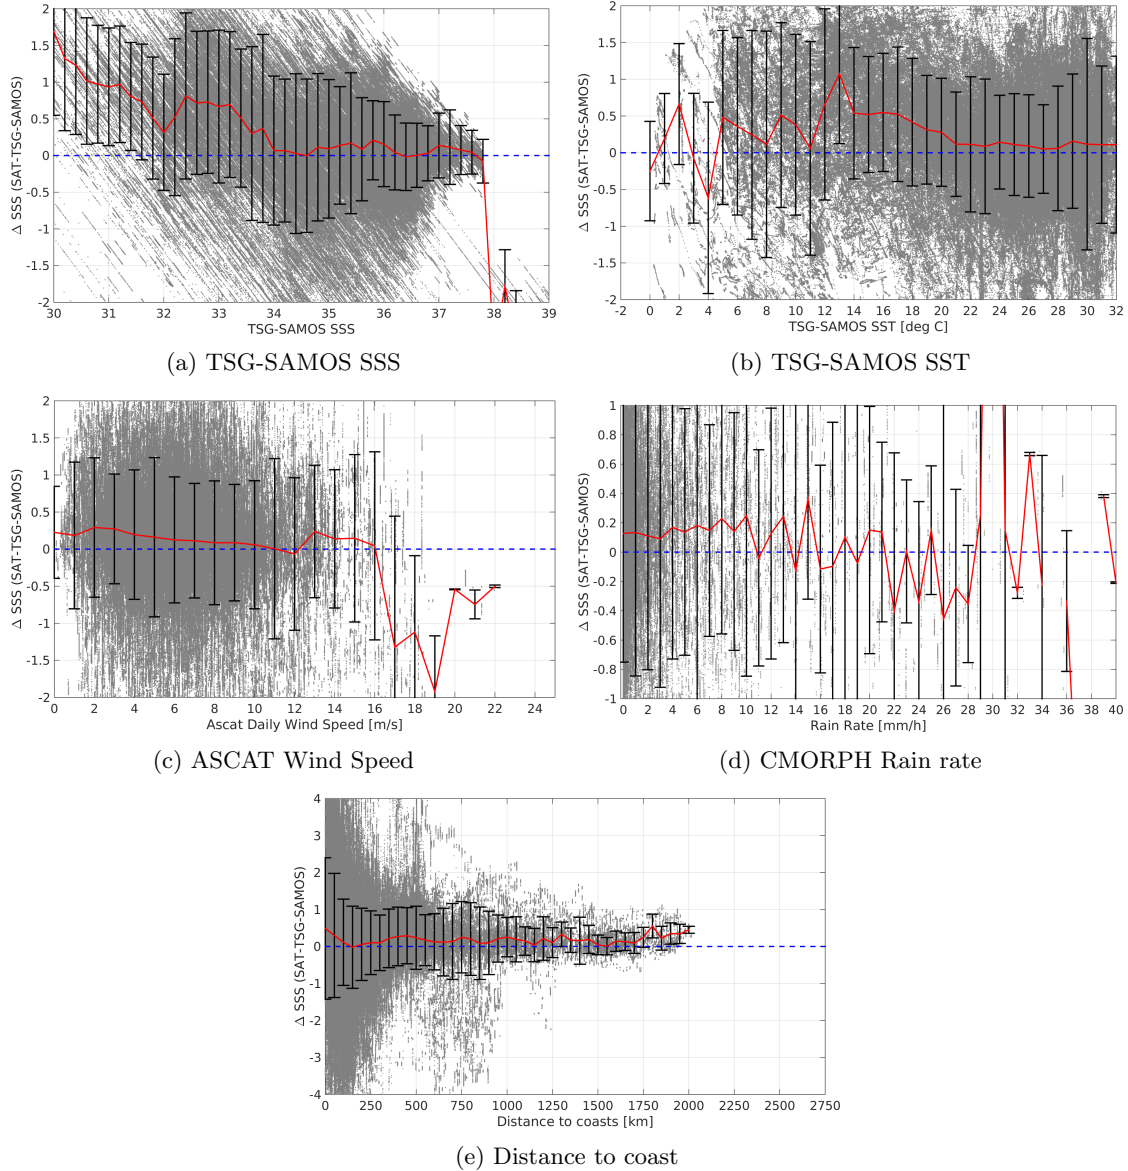 2
1.5
1
0.5
0
-0.5
-1
-1.5
-2
Δ SSS (SAT-TSG-SAMOS)
30 31 32 33 34 35 36 37 38 39
TSG-SAMOS SSS
(a) TSG-SAMOS SSS
2
1.5
1
0.5
0
-0.5
-1
-1.5
-2
Δ SSS (SAT-TSG-SAMOS)
-2 0 2 4 6 8 10 12 14 16 18 20 22 24 26 28 30 32
TSG-SAMOS SST [deg C]
(b) TSG-SAMOS SST
2
1.5
1
0.5
0
-0.5
-1
-1.5
-2
Δ SSS (SAT-TSG-SAMOS)
0 2 4 6 8 10 12 14 16 18 20 22 24
Ascat Daily Wind Speed [m/s]
(c) ASCAT Wind Speed
1
0.8
0.6
0.4
0.2
0
-0.2
-0.4
-0.6
-0.8
-1
Δ SSS (SAT-TSG-SAMOS)
0 2 4 6 8 10 12 14 16 18 20 22 24 26 28 30 32 34 36 38 40
Rain Rate [mm/h]
(d) CMORPH Rain rate
4
3
2
1
0
-1
-2
-3
-4
Δ SSS (SAT-TSG-SAMOS)
0 250 500 750 1000 1250 1500 1750 2000 2250 2500 2750
Distance to coasts [km]
(e) Distance to coast